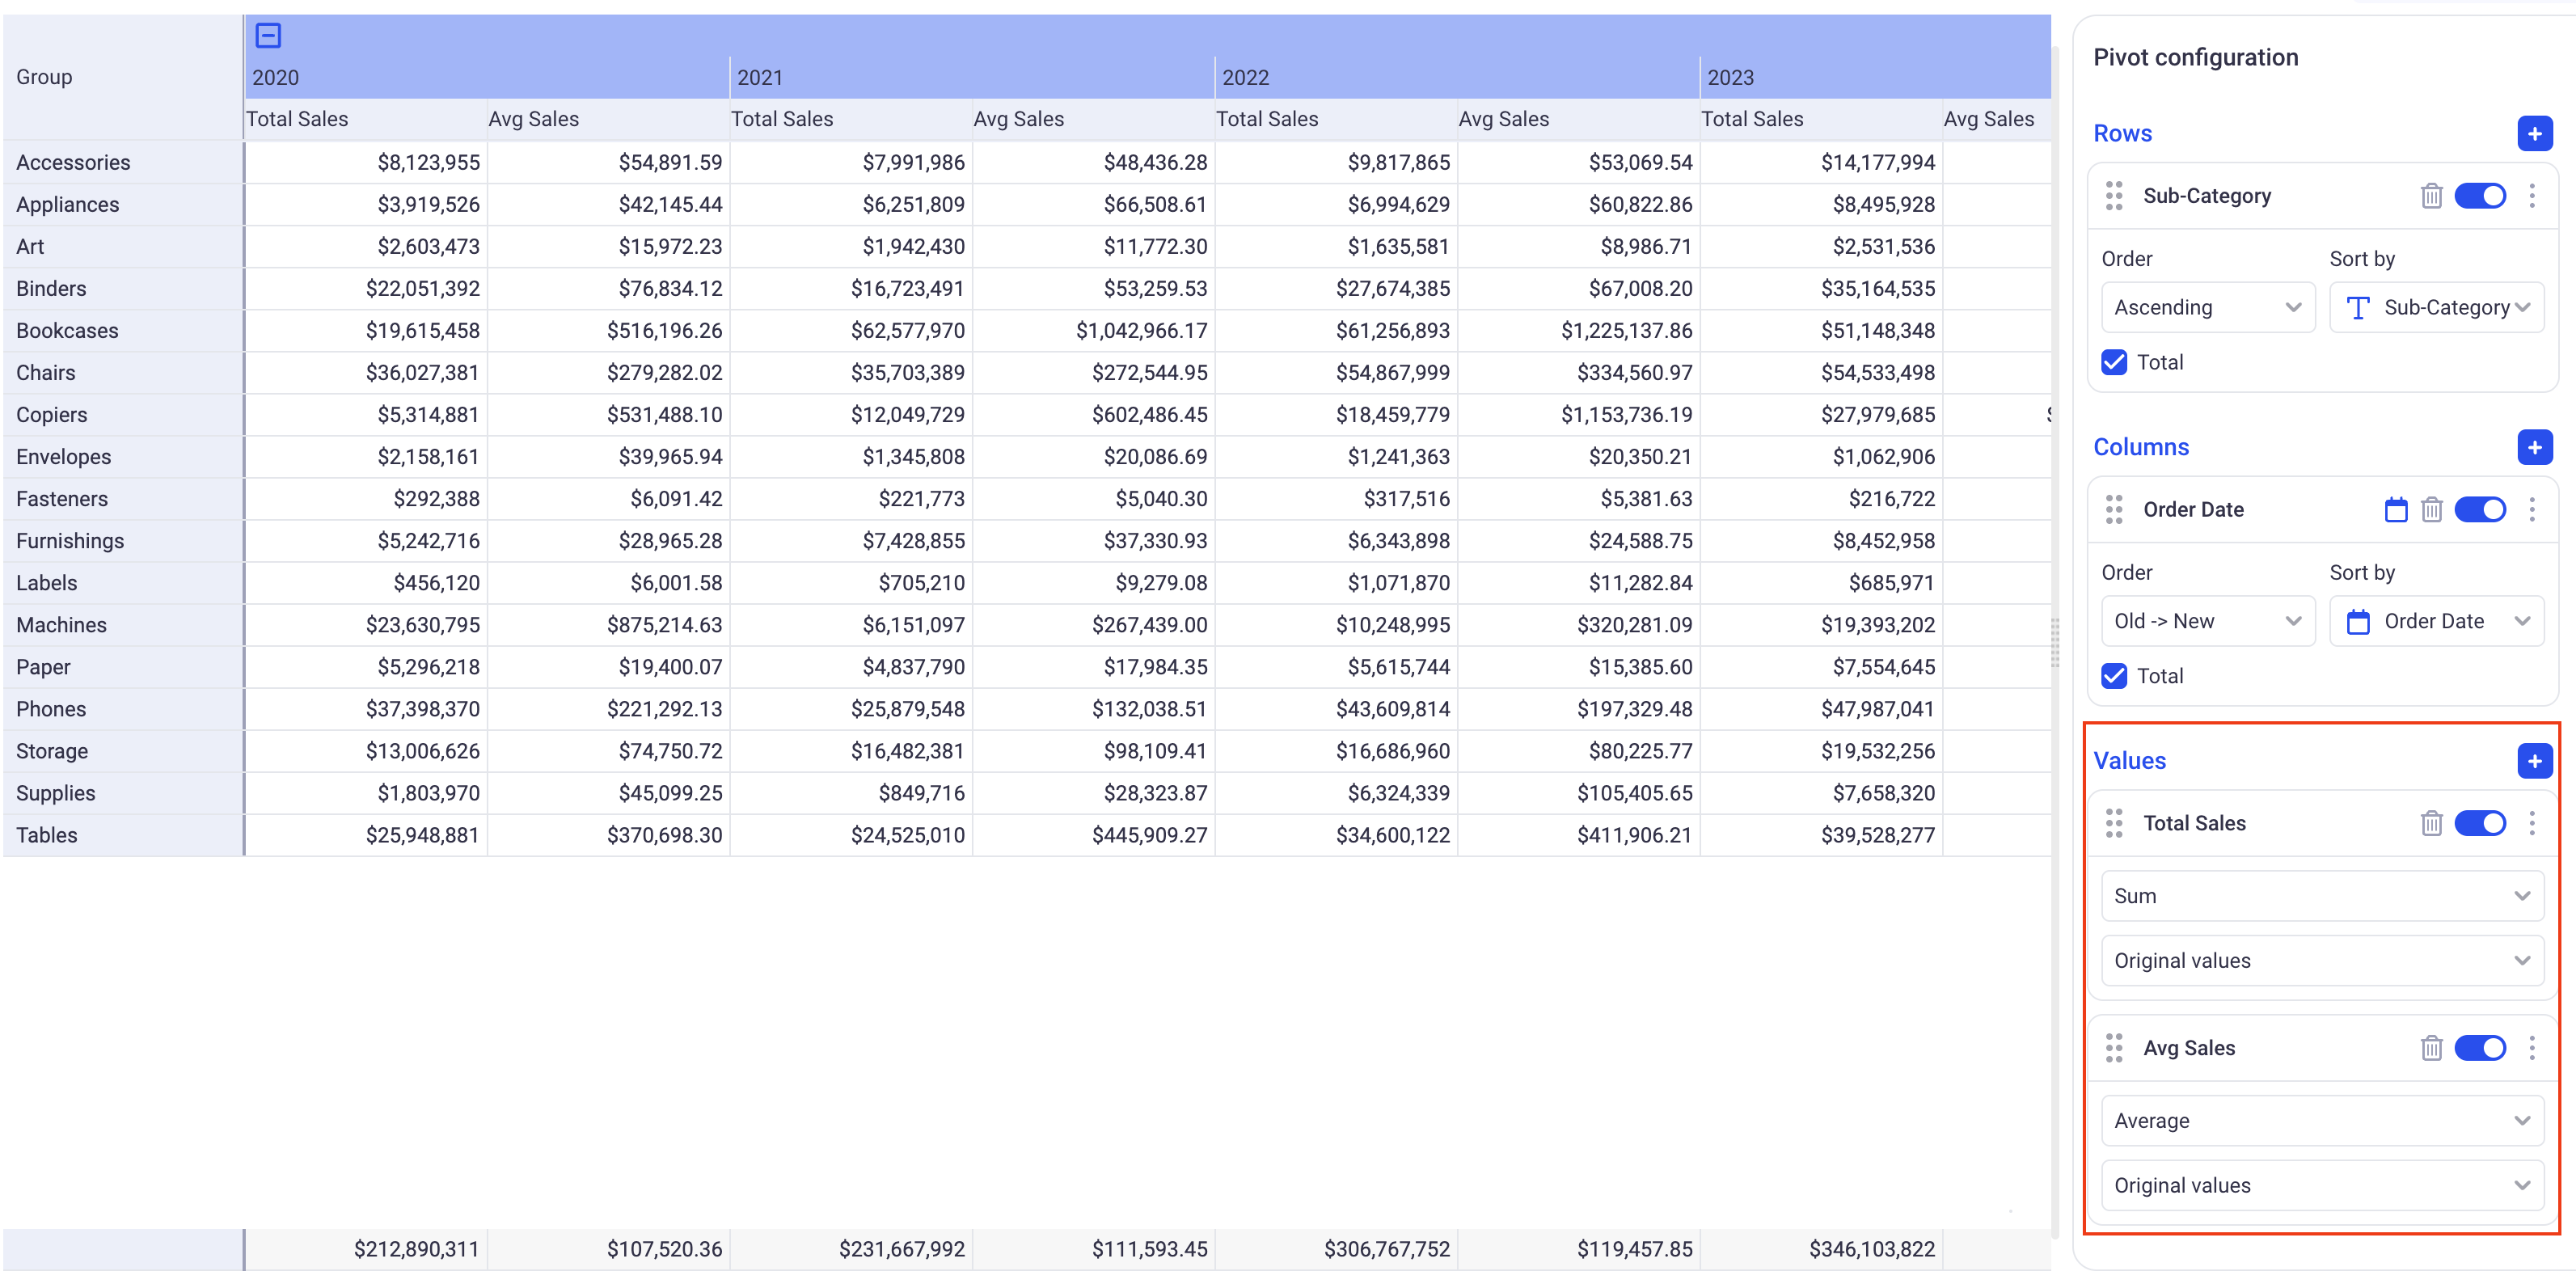 Group
2020 2021 2022 2023
Total Sales Avg Sales Total Sales Avg Sales Total Sales Avg Sales Total Sales Avg Sales
Accessories $8,123,955 $54,891.59 $7,991,986 $48,436.28 $9,817,865 $53,069.54 $14,177,994
Appliances $3,919,526 $42,145.44 $6,251,809 $66,508.61 $6,994,629 $60,822.86 $8,495,928
Art $2,603,473 $15,972.23 $1,942,430 $11,772.30 $1,635,581 $8,986.71 $2,531,536
Binders $22,051,392 $76,834.12 $16,723,491 $53,259.53 $27,674,385 $67,008.20 $35,164,535
Bookcases $19,615,458 $516,196.26 $62,577,970 $1,042,966.17 $61,256,893 $1,225,137.86 $51,148,348
Chairs $36,027,381 $279,282.02 $35,703,389 $272,544.95 $54,867,999 $334,560.97 $54,533,498
Copiers $5,314,881 $531,488.10 $12,049,729 $602,486.45 $18,459,779 $1,153,736.19 $27,979,685 $
Envelopes $2,158,161 $39,965.94 $1,345,808 $20,086.69 $1,241,363 $20,350.21 $1,062,906
Fasteners $292,388 $6,091.42 $221,773 $5,040.30 $317,516 $5,381.63 $216,722
Furnishings $5,242,716 $28,965.28 $7,428,855 $37,330.93 $6,343,898 $24,588.75 $8,452,958
Labels $456,120 $6,001.58 $705,210 $9,279.08 $1,071,870 $11,282.84 $685,971
Machines $23,630,795 $875,214.63 $6,151,097 $267,439.00 $10,248,995 $320,281.09 $19,393,202
Paper $5,296,218 $19,400.07 $4,837,790 $17,984.35 $5,615,744 $15,385.60 $7,554,645
Phones $37,398,370 $221,292.13 $25,879,548 $132,038.51 $43,609,814 $197,329.48 $47,987,041
Storage $13,006,626 $74,750.72 $16,482,381 $98,109.41 $16,686,960 $80,225.77 $19,532,256
Supplies $1,803,970 $45,099.25 $849,716 $28,323.87 $6,324,339 $105,405.65 $7,658,320
Tables $25,948,881 $370,698.30 $24,525,010 $445,909.27 $34,600,122 $411,906.21 $39,528,277
$212,890,311 $107,520.36 $231,667,992 $111,593.45 $306,767,752 $119,457.85 $346,103,822
Pivot configuration
Rows
Sub-Category
Order Sort by
Ascending Sub-Category
Total
Columns
Order Date
Order Sort by
Old -> New Order Date
Total
Values
Total Sales
Sum
Original values
Avg Sales
Average
Original values